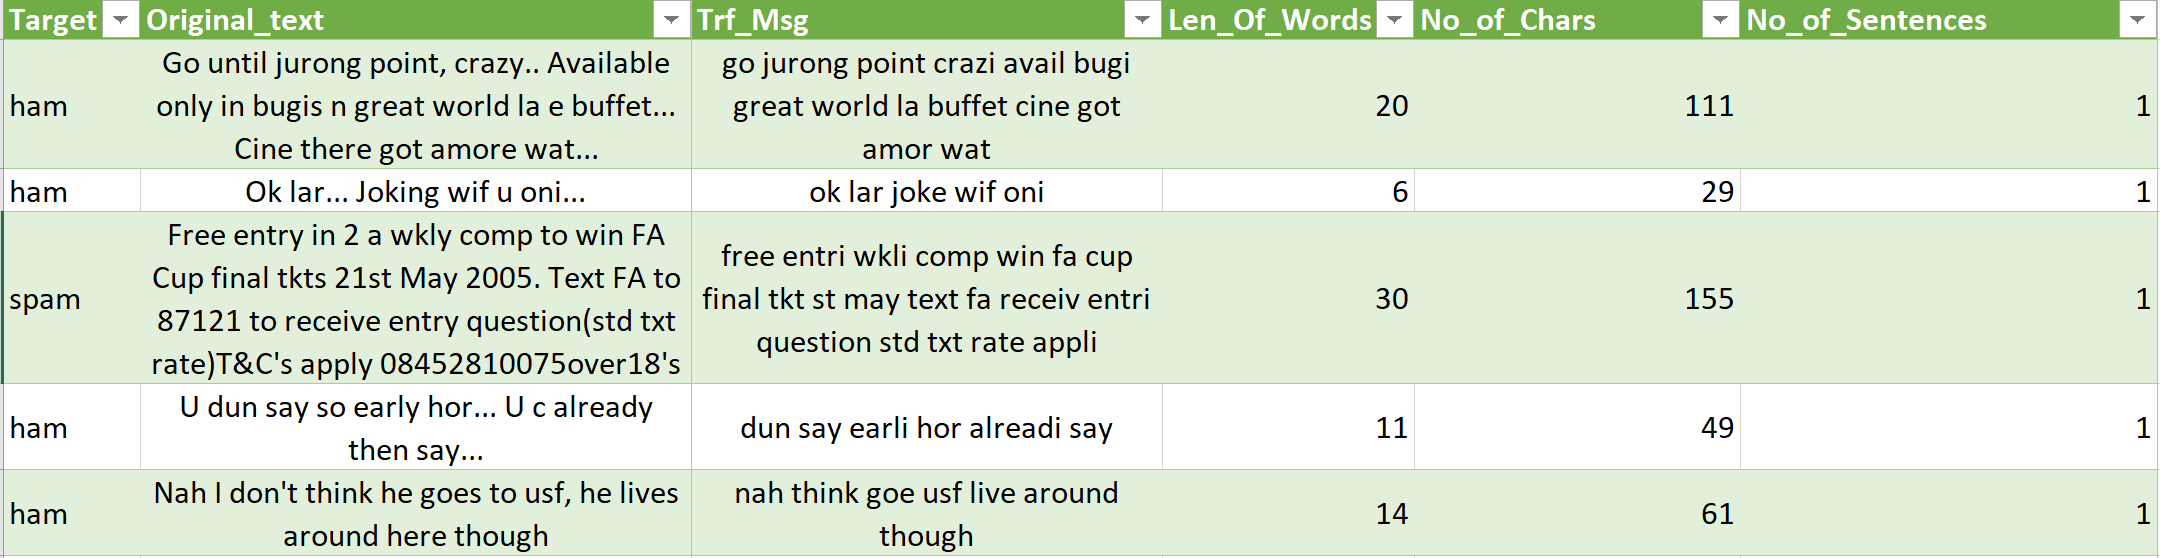 Target Original_text Trf_Msg Len_Of_Words No_of_Chars No_of_Sentences
ham
Go until jurong point, crazy.. Available
only in bugis n great world la e buffet...
Cine there got amore wat...
go jurong point crazi avail bugi
great world la buffet cine got
amor wat
20
111
1
ham
Ok lar... Joking wif u oni...
ok lar joke wif oni
6
29
1
spam
Free entry in 2 a wkly comp to win FA
Cup final tkts 21st May 2005. Text FA to
87121 to receive entry question(std txt
rate)T&C's apply 08452810075over18's
free entri wkli comp win fa cup
final tkt st may text fa receiv entri
question std txt rate appli
30
155
1
ham
U dun say so early hor... U c already
then say...
dun say earli hor alreadi say
11
49
1
ham
Nah I don't think he goes to usf, he lives
around here though
nah think goe usf live around
though
14
61
1